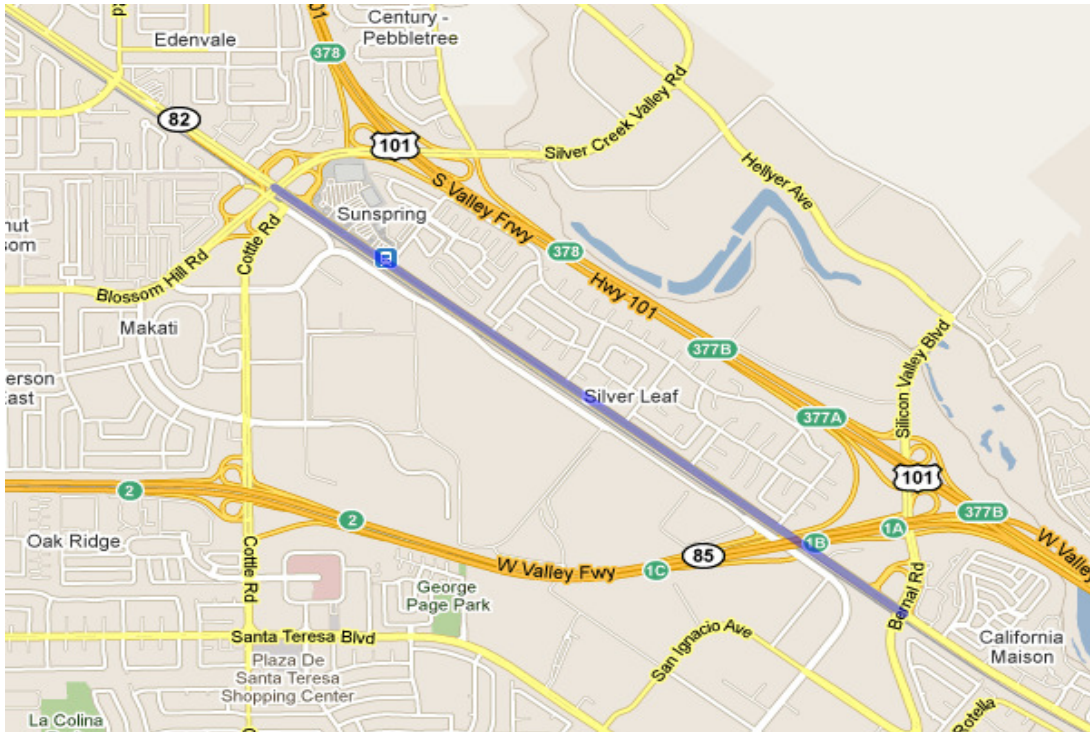 Century -
Pebbletree
Edenvale
101
378
82
101
Silver Creek Valley Rd
Hellyer Ave
S Valley Frwy
Sunspring
Cottle Rd
378
Blossom Hill Rd
Hwy 101
Makati
377B
Silicon Valley Blvd
erson
East
Silver Leaf
377A
101
2
377B
2
1A
Oak Ridge
1B
85
W Valley
W Valley Fwy
1C
Cottle Rd
George
Page Park
Bernal Rd
Santa Teresa Blvd
San Ignacio Ave
California
Maison
Plaza De
Santa Teresa
Shopping Center
La Colina
Rotella